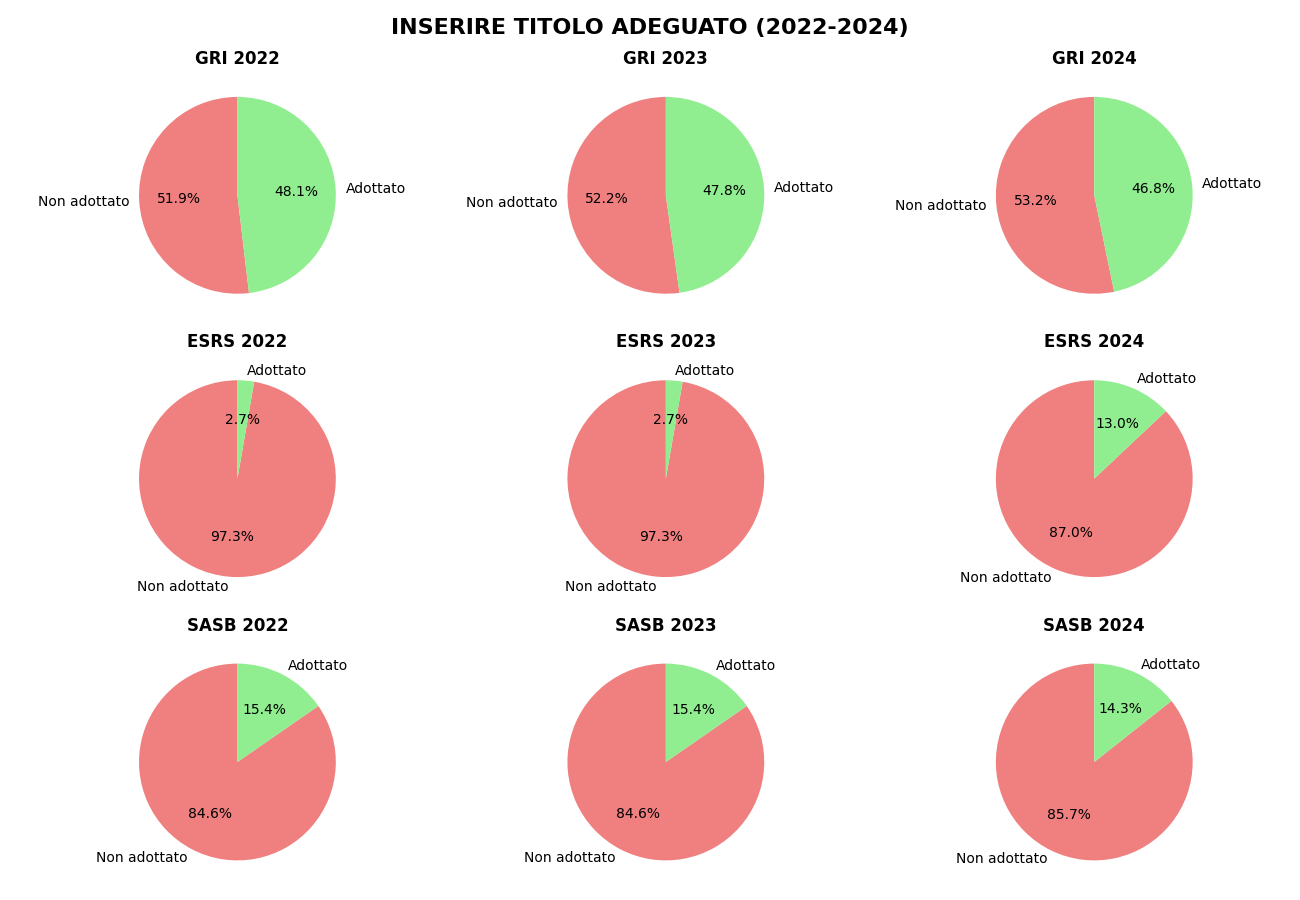 INSERIRE TITOLO ADEGUATO (2022-2024)
GRI 2022
Non adottato
51.9%
48.1%
Adottato
GRI 2023
Non adottato
52.2%
47.8%
Adottato
GRI 2024
Non adottato
53.2%
46.8%
Adottato
ESRS 2022
Adottato
2.7%
97.3%
Non adottato
ESRS 2023
Adottato
2.7%
97.3%
Non adottato
ESRS 2024
Adottato
13.0%
87.0%
Non adottato
SASB 2022
Adottato
15.4%
84.6%
Non adottato
SASB 2023
Adottato
15.4%
84.6%
Non adottato
SASB 2024
Adottato
14.3%
85.7%
Non adottato